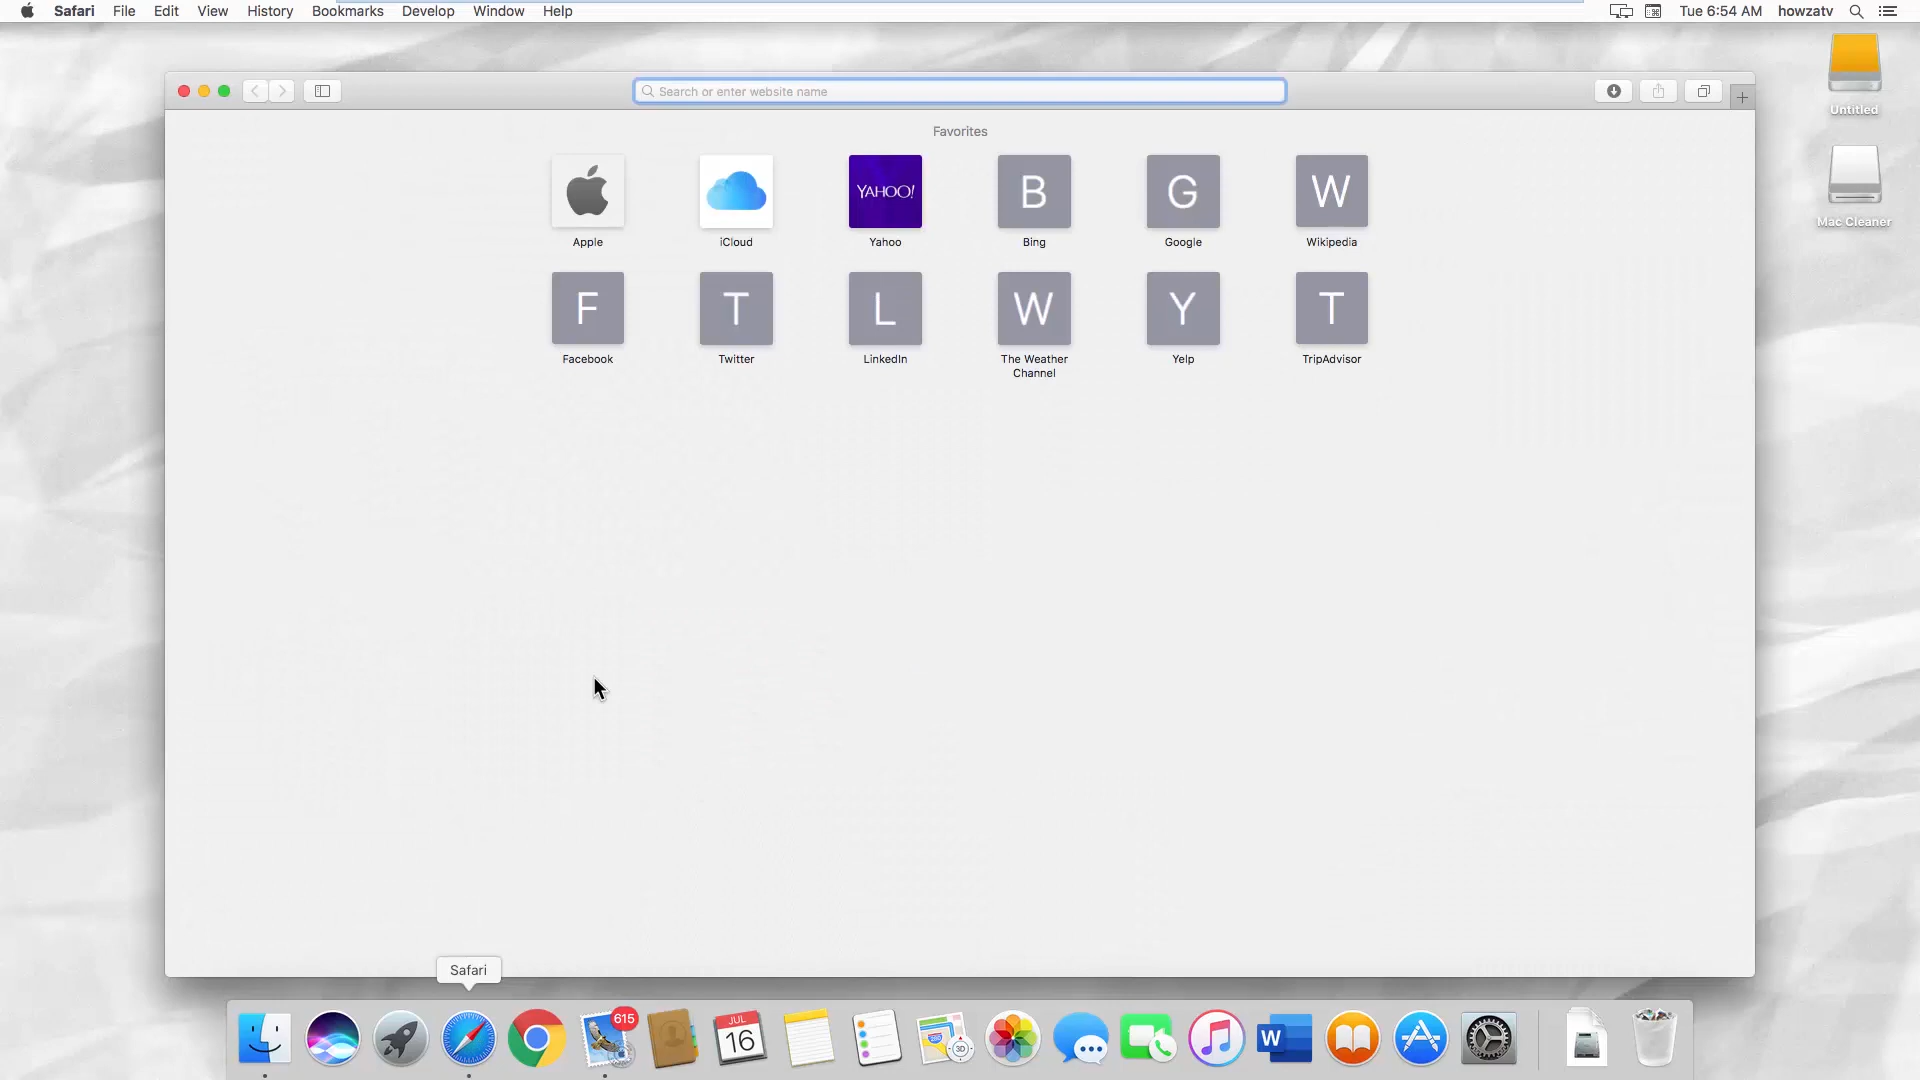 Safari File Edit View History Bookmarks Develop Window Help
Tue 6:54 AM howzatv
Search or enter website name
Untitled
Mac Cleaner
Favorites
YAHOO! B G W
Apple iCloud Yahoo Bing Google Wikipedia
F T L W Y T
Facebook Twitter LinkedIn The Weather Yelp TripAdvisor
Channel
Safari
615
JUL
16
3D
W